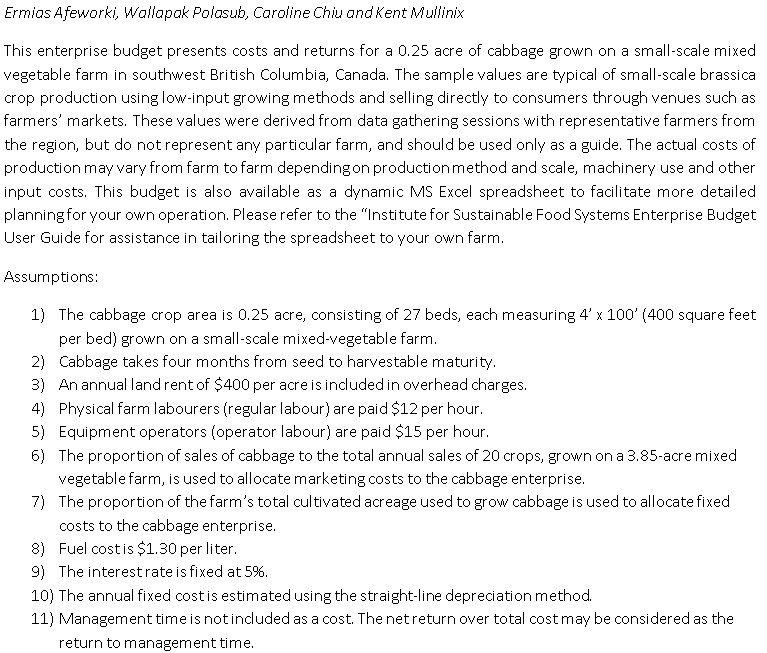 Ermias Afeworki, Wallapak Polasub, Caroline Chiu and Kent Mullinix
This enterprise budget presents costs and returns for a 0.25 acre of cabbage grown on a small-scale mixed
vegetable farm in southwest British Columbia, Canada. The sample values are typical of small-scale brassica
crop production using low-input growing methods and selling directly to consumers through venues such as
farmers' markets. These values were derived from data gathering sessions with representative farmers from
the region, but do not represent any particular farm, and should be used only as a guide. The actual costs of
production may vary from farm to farm depending on production method and scale, machinery use and other
input costs. This budget is also available as a dynamic MS Excel spreadsheet to facilitate more detailed
planning for your own operation. Please refer to the "Institute for Sustainable Food Systems Enterprise Budget
User Guide for assistance in tailoring the spreadsheet to your own farm.
Assumptions:
1) The cabbage crop area is 0.25 acre, consisting of 27 beds, each measuring 4' x 100' (400 square feet
per bed) grown on a small-scale mixed-vegetable farm.
2) Cabbage takes four months from seed to harvestable maturity.
3) An annual land rent of $400 per acre is included in overhead charges.
4) Physical farm labourers (regular labour) are paid $12 per hour.
5) Equipment operators (operator labour) are paid $15 per hour.
6) The proportion of sales of cabbage to the total annual sales of 20 crops, grown on a 3.85-acre mixed
vegetable farm, is used to allocate marketing costs to the cabbage enterprise.
7) The proportion of the farm's total cultivated acreage used to grow cabbage is used to allocate fixed
costs to the cabbage enterprise.
8) Fuel cost is $1.30 per liter.
9) The interest rate is fixed at 5%.
10) The annual fixed cost is estimated using the straight-line depreciation method.
11) Management time is not included as a cost. The net return over total cost may be considered as the
return to management time.